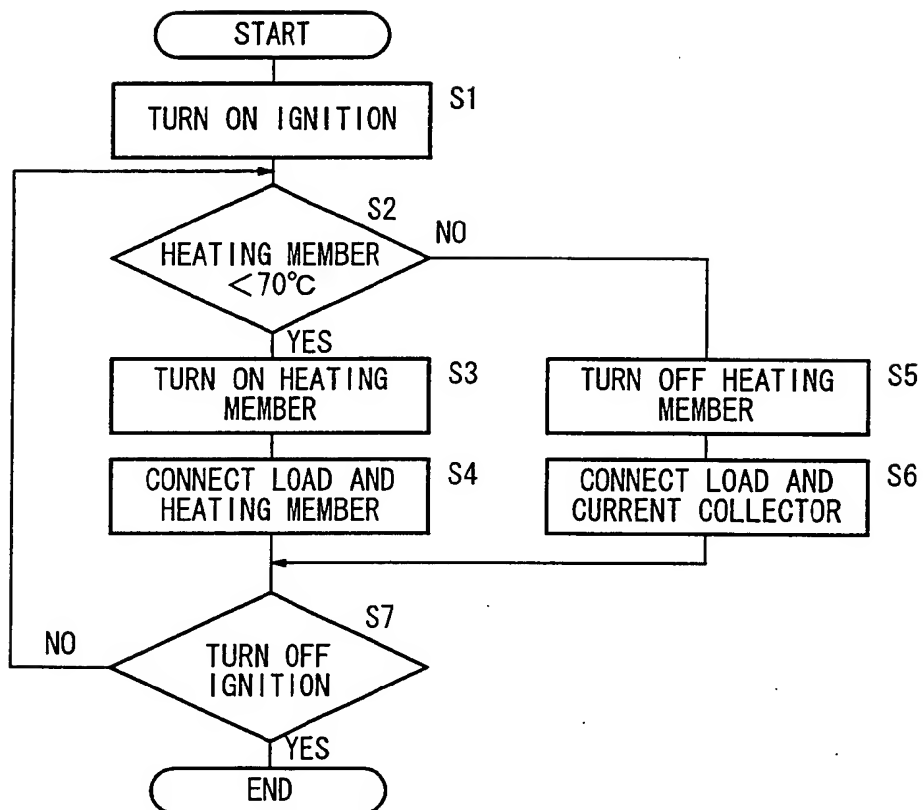 START
TURN ON IGNITION
S1
S2
HEATING MEMBER
<70°C
NO
YES
TURN ON HEATING
MEMBER
S3
TURN OFF HEATING
MEMBER
S5
CONNECT LOAD AND
HEATING MEMBER
S4
CONNECT LOAD AND
CURRENT COLLECTOR
S6
S7
TURN OFF
IGNITION
NO
YES
END